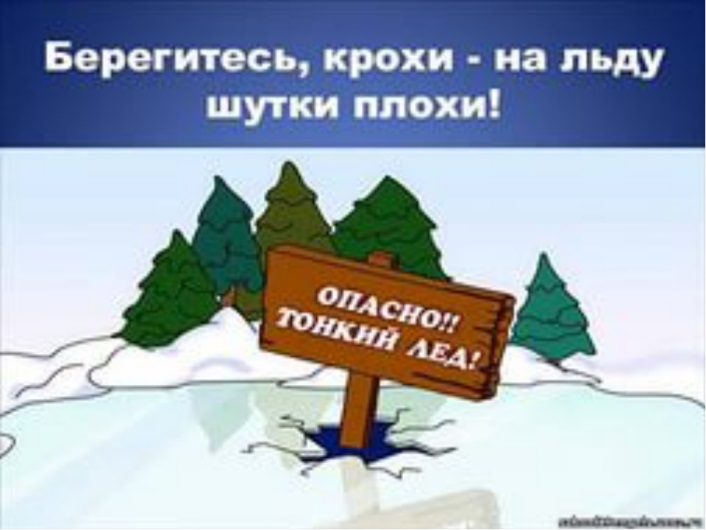 Берегитесь, крохи - на льду
шутки плохи!
ОПАСНО!!
ТОНКИЙ ЛЕД!